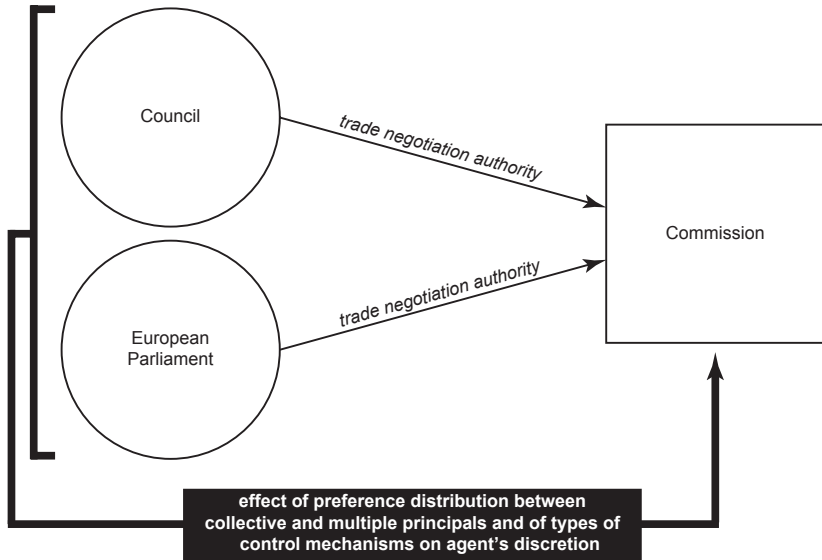 Council
trade negotiation authority
Commission
European
Parliament
trade negotiation authority
effect of preference distribution between
collective and multiple principals and of types of
control mechanisms on agent's discretion